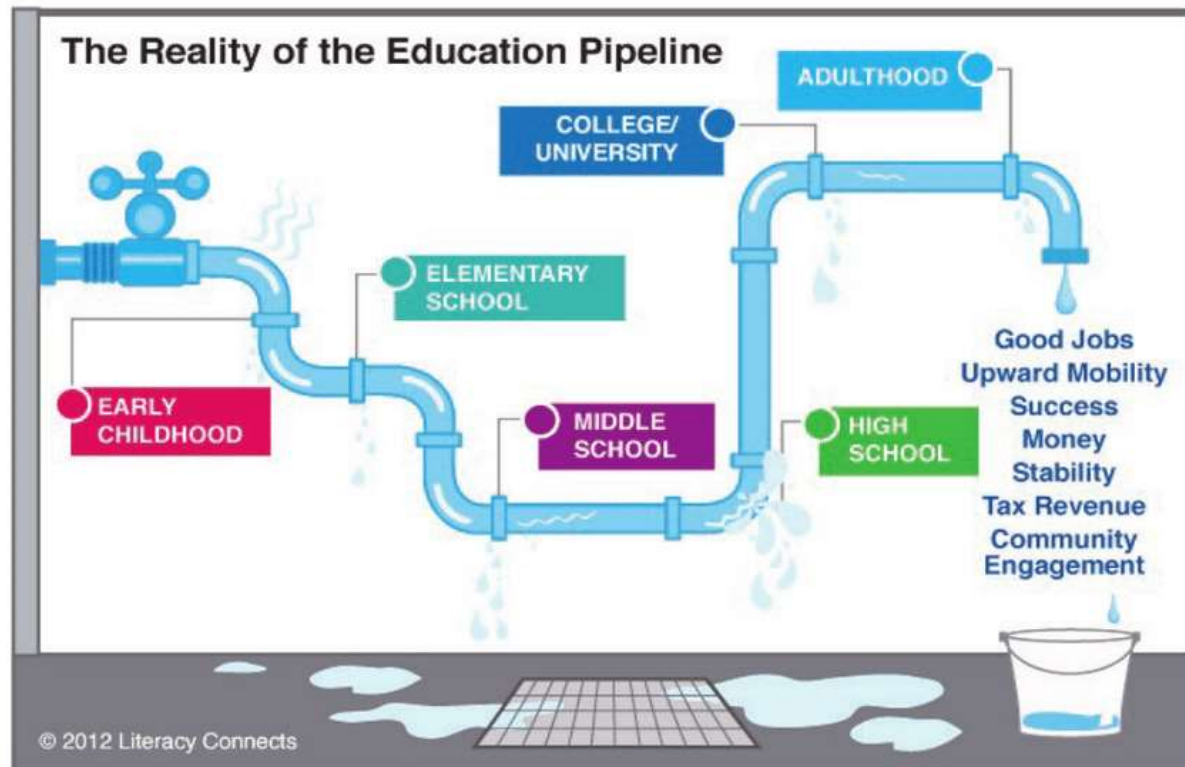 The Reality of the Education Pipeline
ADULTHOOD
COLLEGE/
UNIVERSITY
ELEMENTARY
SCHOOL
EARLY
CHILDHOOD
MIDDLE
SCHOOL
HIGH
SCHOOL
Good Jobs
Upward Mobility
Success
Money
Stability
Tax Revenue
Community
Engagement
© 2012 Literacy Connects